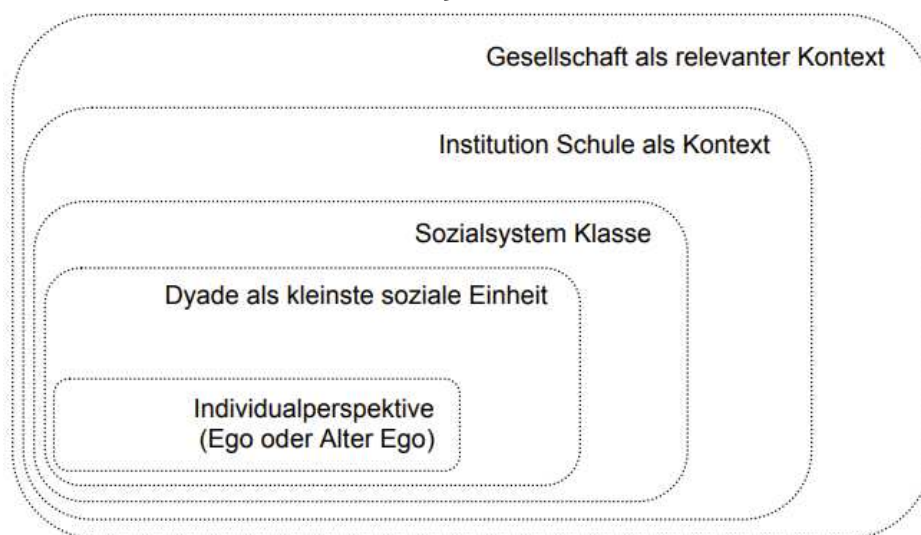 Gesellschaft als relevanter Kontext
Institution Schule als Kontext
Sozialsystem Klasse
Dyade als kleinste soziale Einheit
Individualperspektive
(Ego oder Alter Ego)